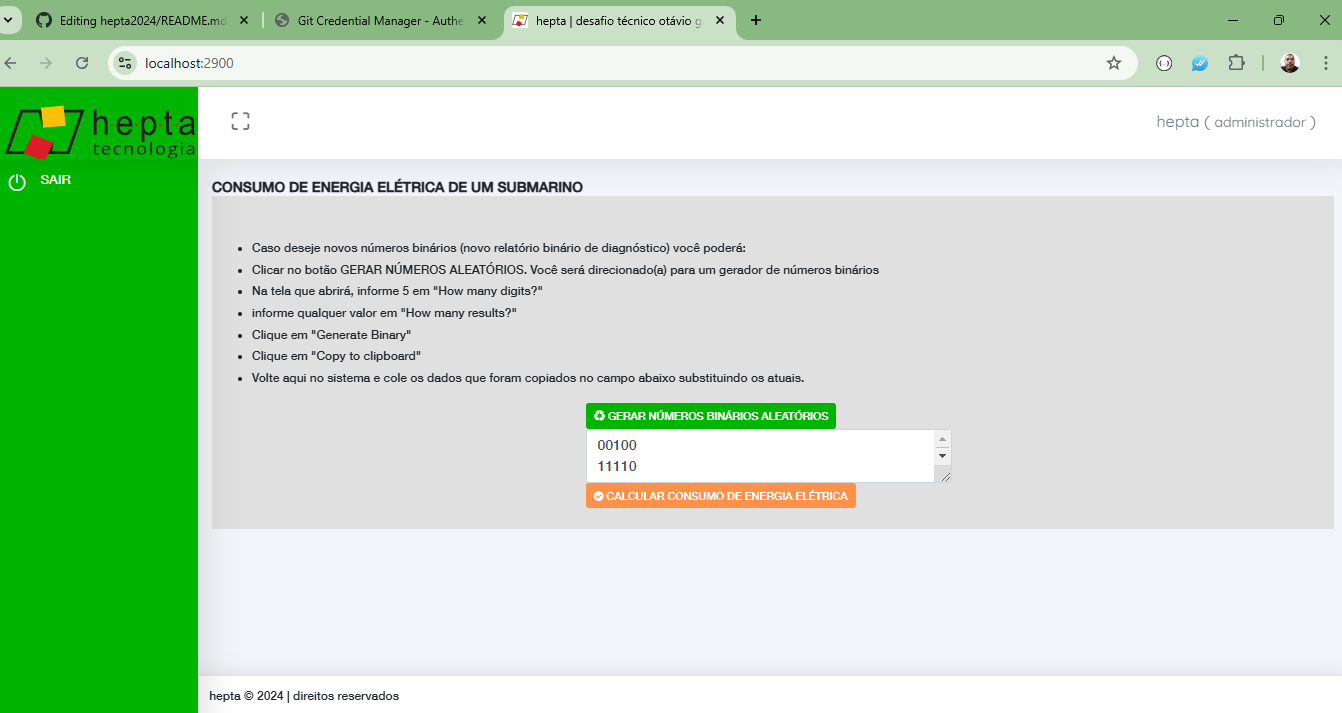 Editing hepta2024/README.md
Git Credential Manager - Authe
hepta | desafio técnico otávio g
localhost:2900
hepta
tecnologia
hepta ( administrador )
SAIR
CONSUMO DE ENERGIA ELÉTRICA DE UM SUBMARINO
Caso deseje novos números binários (novo relatório binário de diagnóstico) você poderá:
Clicar no botão GERAR NÚMEROS ALEATÓRIOS. Você será direcionado(a) para um gerador de números binários
Na tela que abrirá, informe 5 em "How many digits?"
informe qualquer valor em "How many results?"
Clique em "Generate Binary"
Clique em "Copy to clipboard"
Volte aqui no sistema e cole os dados que foram copiados no campo abaixo substituindo os atuais.
GERAR NÚMEROS BINÁRIOS ALEATÓRIOS
00100
11110
CALCULAR CONSUMO DE ENERGIA ELÉTRICA
hepta © 2024 | direitos reservados